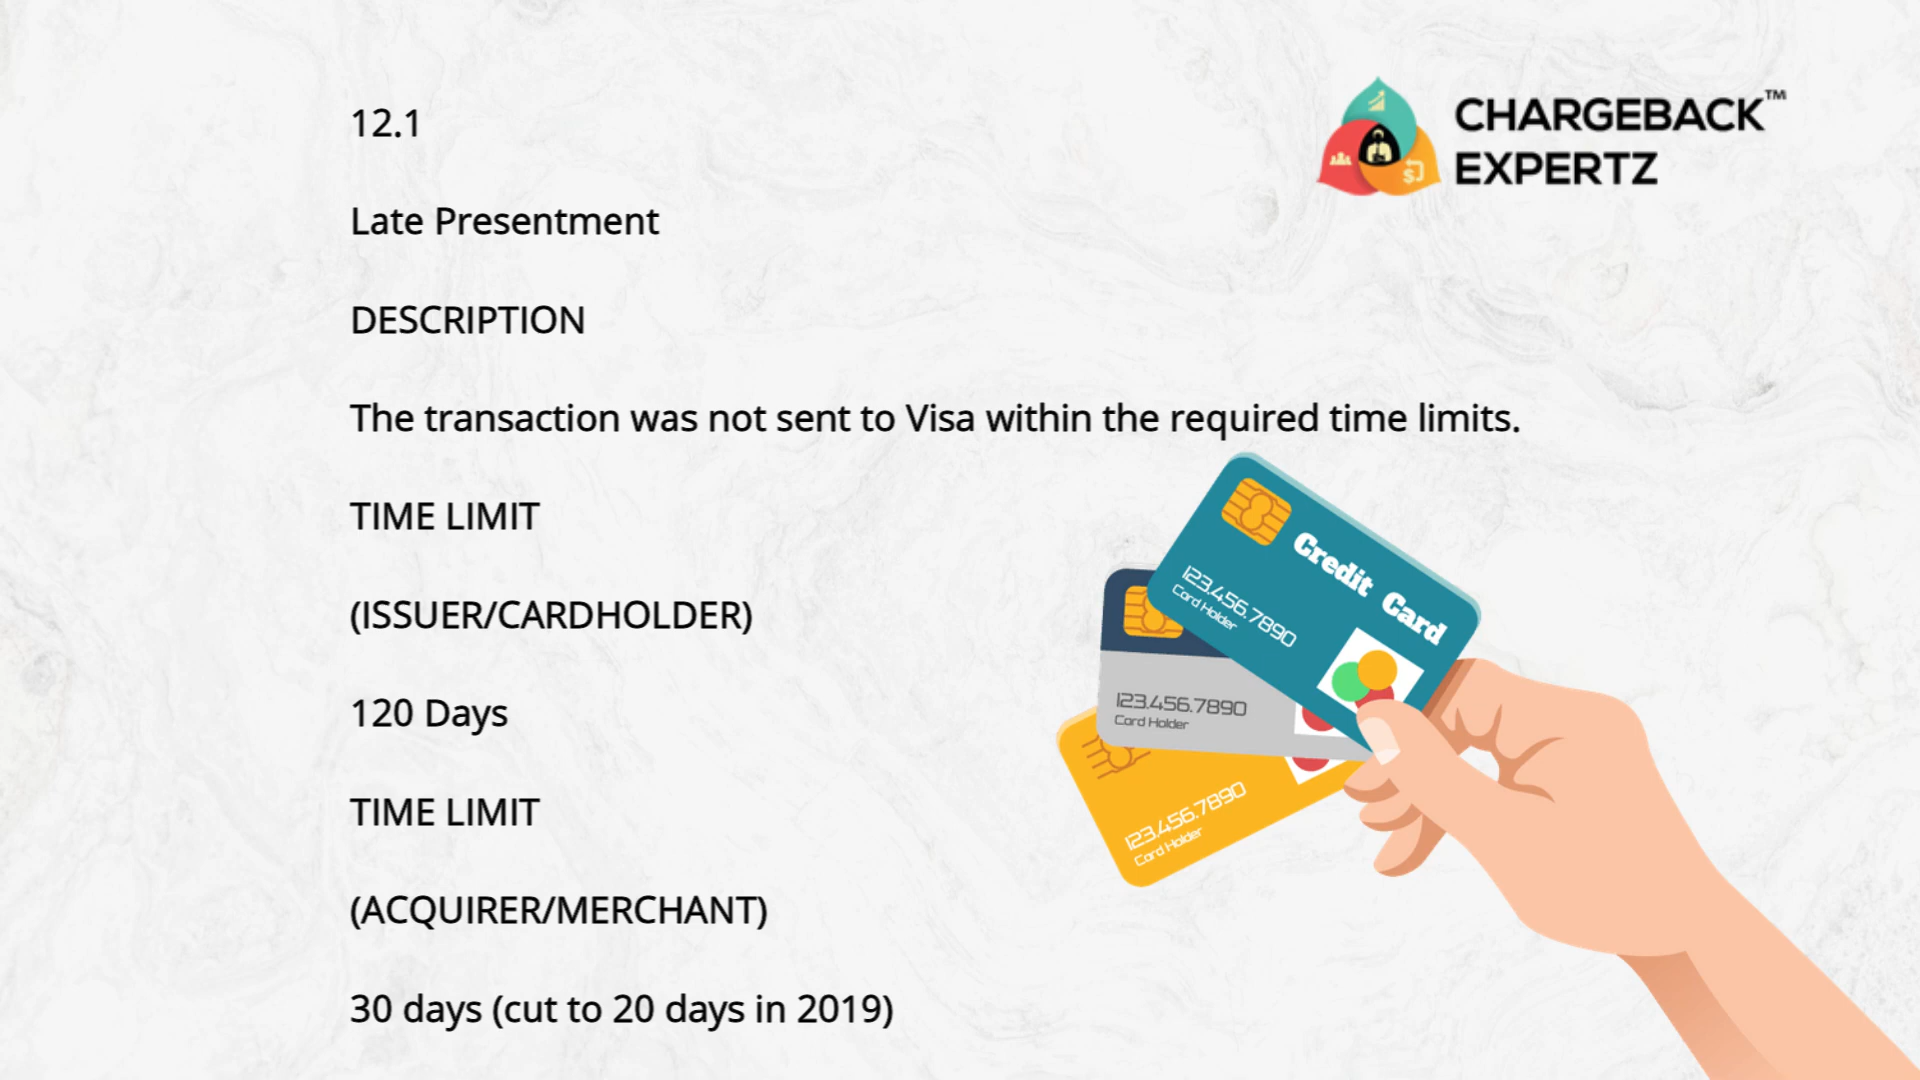 12.1
CHARGEBACK™
EXPERTZ
Late Presentment
DESCRIPTION
The transaction was not sent to Visa within the required time limits.
TIME LIMIT
(ISSUER/CARDHOLDER)
120 Days
TIME LIMIT
(ACQUIRER/MERCHANT)
30 days (cut to 20 days in 2019)
Credit Card
123.456.7890
Card Holder
123.456.7890
Card Holder
123.456.7890
Card Holder